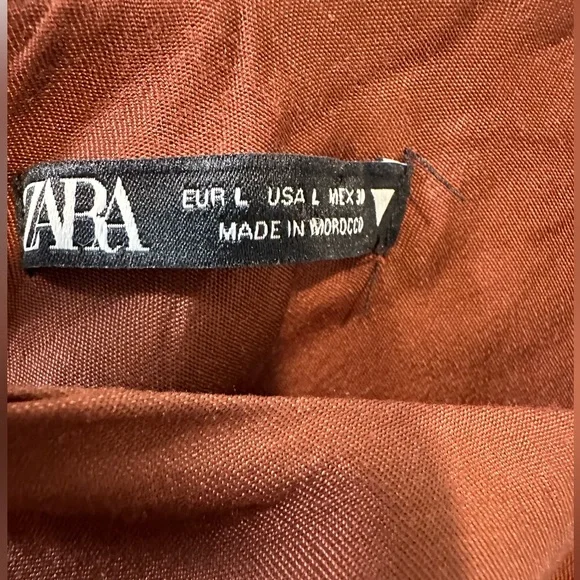 ZARA
EUR L USA L MEX 30
MADE IN MOROCCO